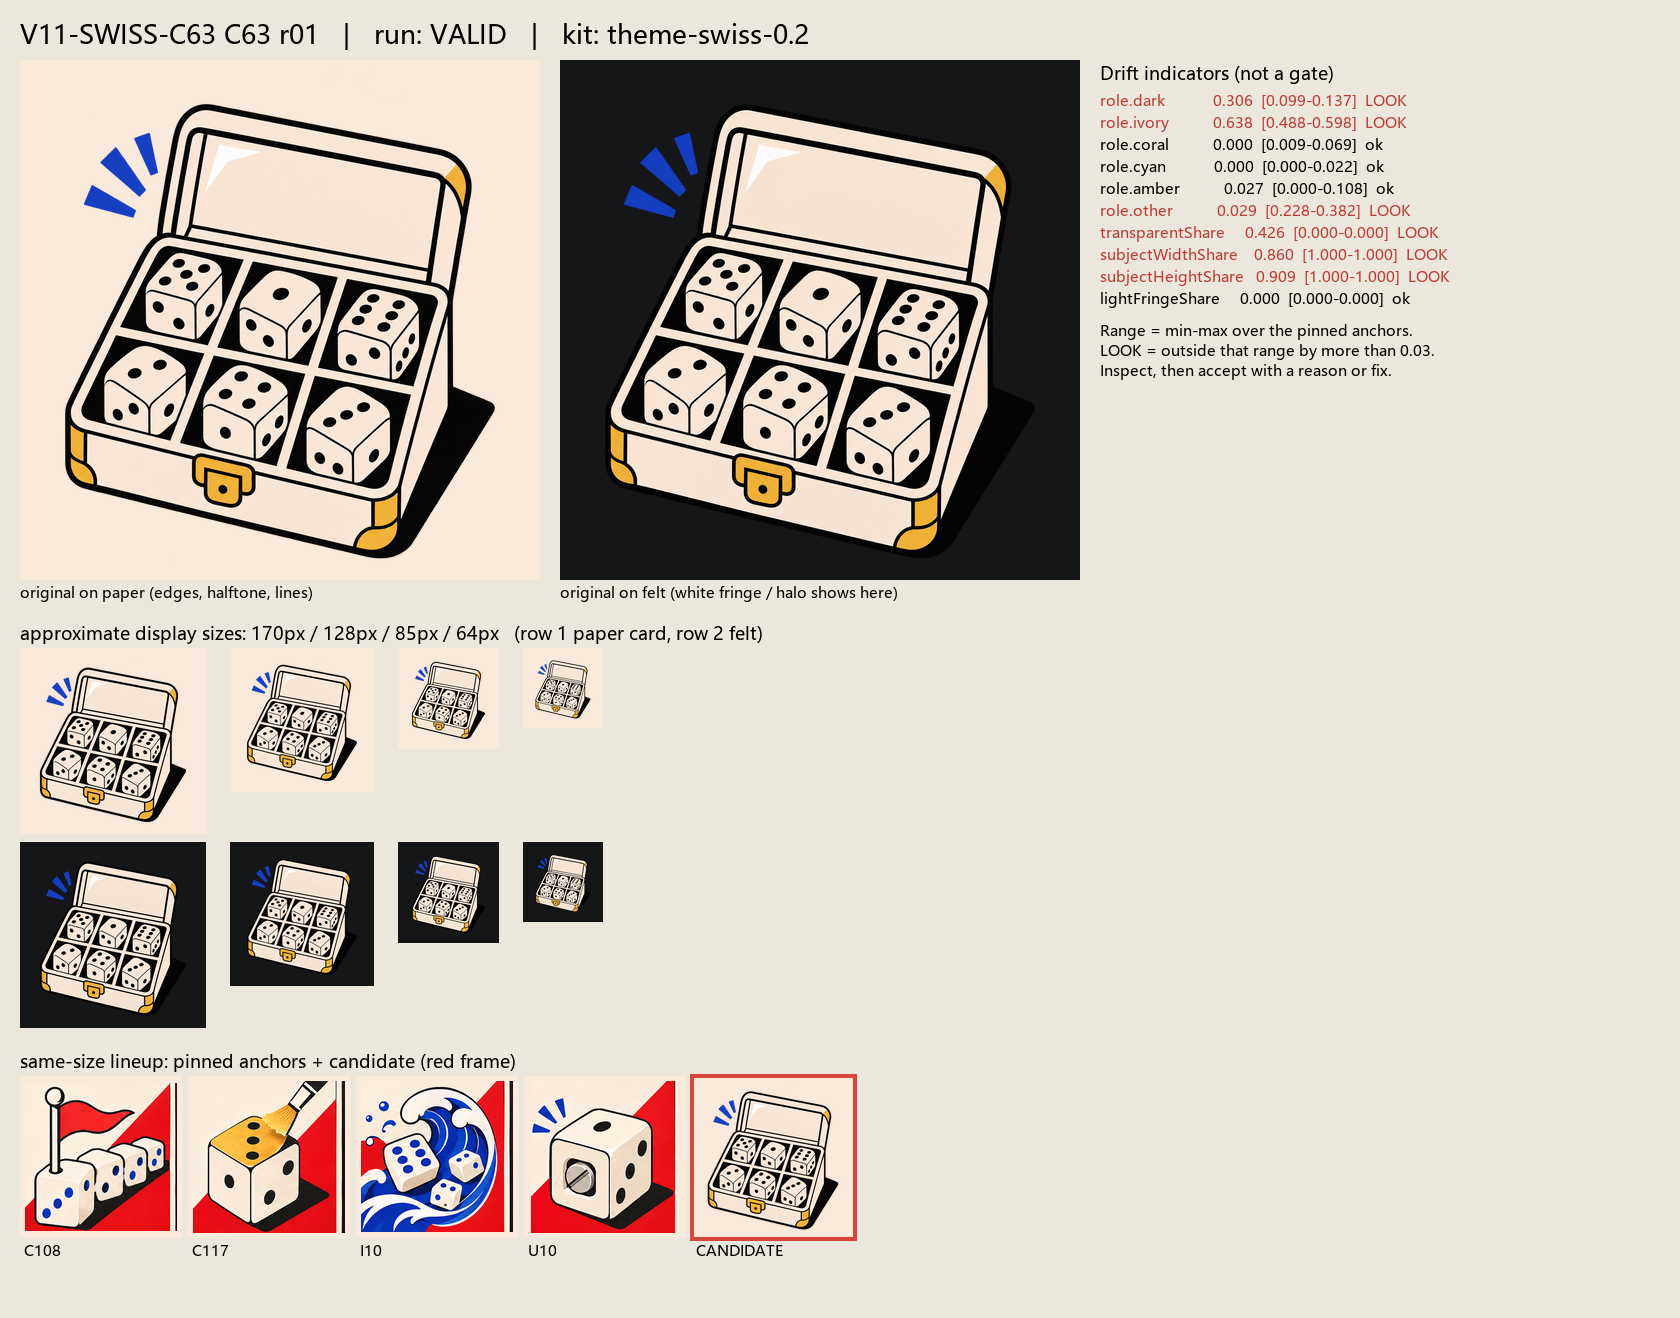 V11-SWISS-C63 C63 r01 | run: VALID | kit: theme-swiss-0.2
Drift indicators (not a gate)
role.dark 0.306 [0.099-0.137] LOOK
role.ivory 0.638 [0.488-0.598] LOOK
role.coral 0.000 [0.009-0.069] ok
role.cyan 0.000 [0.000-0.022] ok
role.amber 0.027 [0.000-0.108] ok
role.other 0.029 [0.228-0.382] LOOK
transparentShare 0.426 [0.000-0.000] LOOK
subjectWidthShare 0.860 [1.000-1.000] LOOK
subjectHeightShare 0.909 [1.000-1.000] LOOK
lightFringeShare 0.000 [0.000-0.000] ok
Range = min-max over the pinned anchors.
LOOK = outside that range by more than 0.03.
Inspect, then accept with a reason or fix.
original on paper (edges, halftone, lines)
original on felt (white fringe / halo shows here)
approximate display sizes: 170px / 128px / 85px / 64px (row 1 paper card, row 2 felt)
same-size lineup: pinned anchors + candidate (red frame)
C108
C117
I10
U10
CANDIDATE